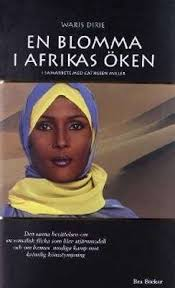 WARIS DIRIE
EN BLOMMA
I AFRIKAS ÖKEN
I SAMARBETE MED CATHLEEN MILLER
Den sanna berättelsen om
en somalisk flicka som blev stjärnmodell
och om hennes modiga kamp mot
kvinnlig könsstympning
Bra Böcker